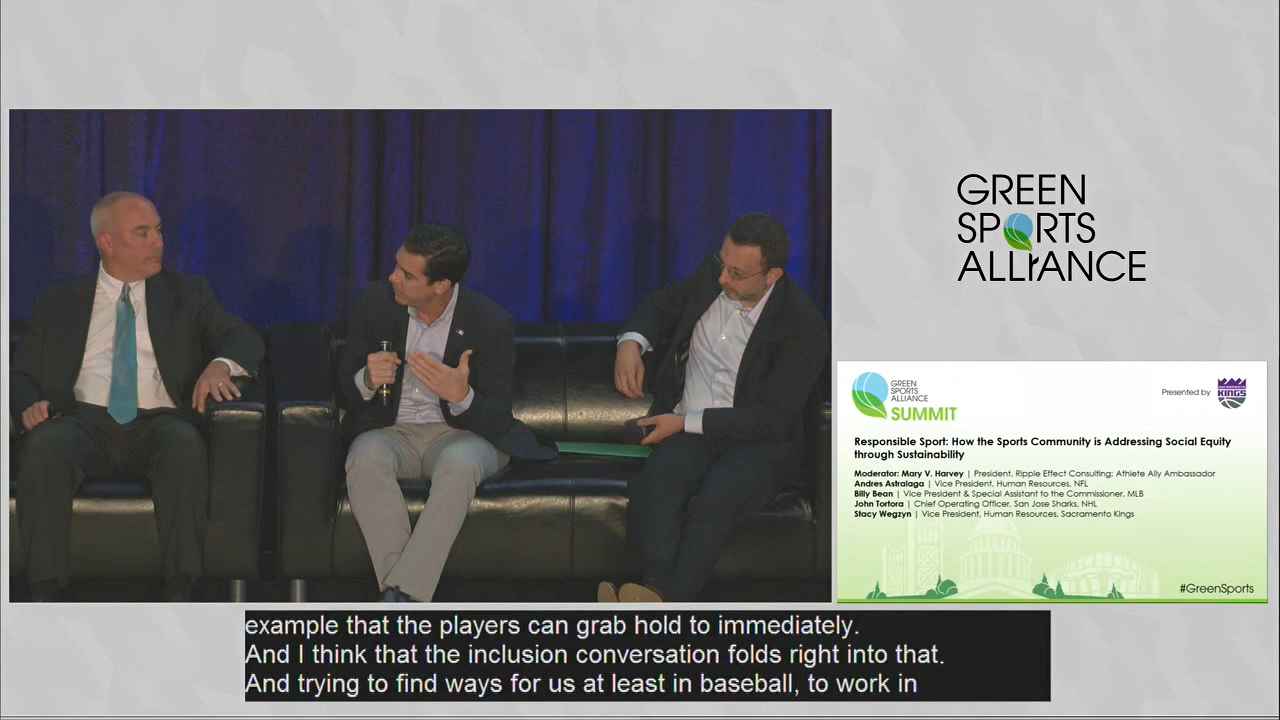 GREEN
SPORTS
ALLIANCE
GREEN
SPORTS
ALLIANCE
SUMMIT
Presented by
SACRAMENTO
KINGS
Responsible Sport: How the Sports Community is Addressing Social Equity
through Sustainability
Moderator: Mary V. Harvey | President, Ripple Effect Consulting; Athlete Ally Ambassador
Andres Astralaga | Vice President, Human Resources, NFL
Billy Bean | Vice President & Special Assistant to the Commissioner, MLB
John Tortora | Chief Operating Officer, San Jose Sharks, NHL
Stacy Wegzyn | Vice President, Human Resources, Sacramento Kings
#GreenSports
example that the players can grab hold to immediately.
And I think that the inclusion conversation folds right into that.
And trying to find ways for us at least in baseball, to work in